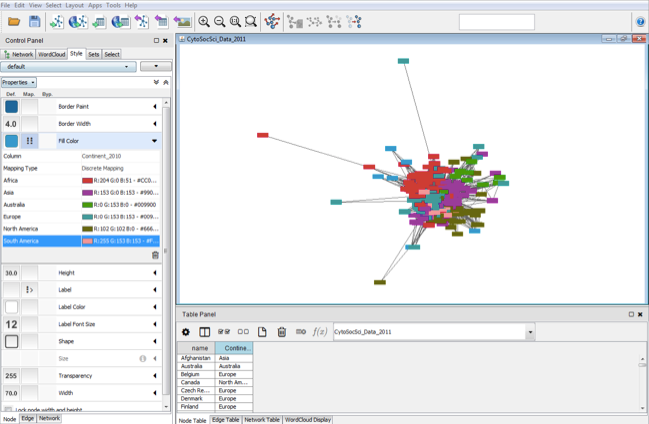 File Edit View Select Layout Apps Tools Help
Control Panel
CytoSocSci_Data_2011
Network WordCloud Style Sets Select
default
Properties
Def. Map. Byp.
Border Paint
4.0 Border Width
Fill Color
Column Continent_2010
Mapping Type Discrete Mapping
Africa R:204 G:0 B:51 - #CC0...
Asia R:153 G:0 B:153 - #990...
Australia R:0 G:153 B:0 - #009900
Europe R:0 G:153 B:153 - #009...
North America R:102 G:102 B:0 - #666...
South America R:255 G:153 B:153 - #F...
30.0 Height
Label
Label Color
12 Label Font Size
Shape
Size
255 Transparency
70.0 Width
Lock node width and height
Node Edge Network
Table Panel
f(x) CytoSocSci_Data_2011
name Contine...
Afghanistan Asia
Australia Australia
Belgium Europe
Canada North Am...
Czech Re... Europe
Denmark Europe
Finland Europe
Node Table Edge Table Network Table WordCloud Display